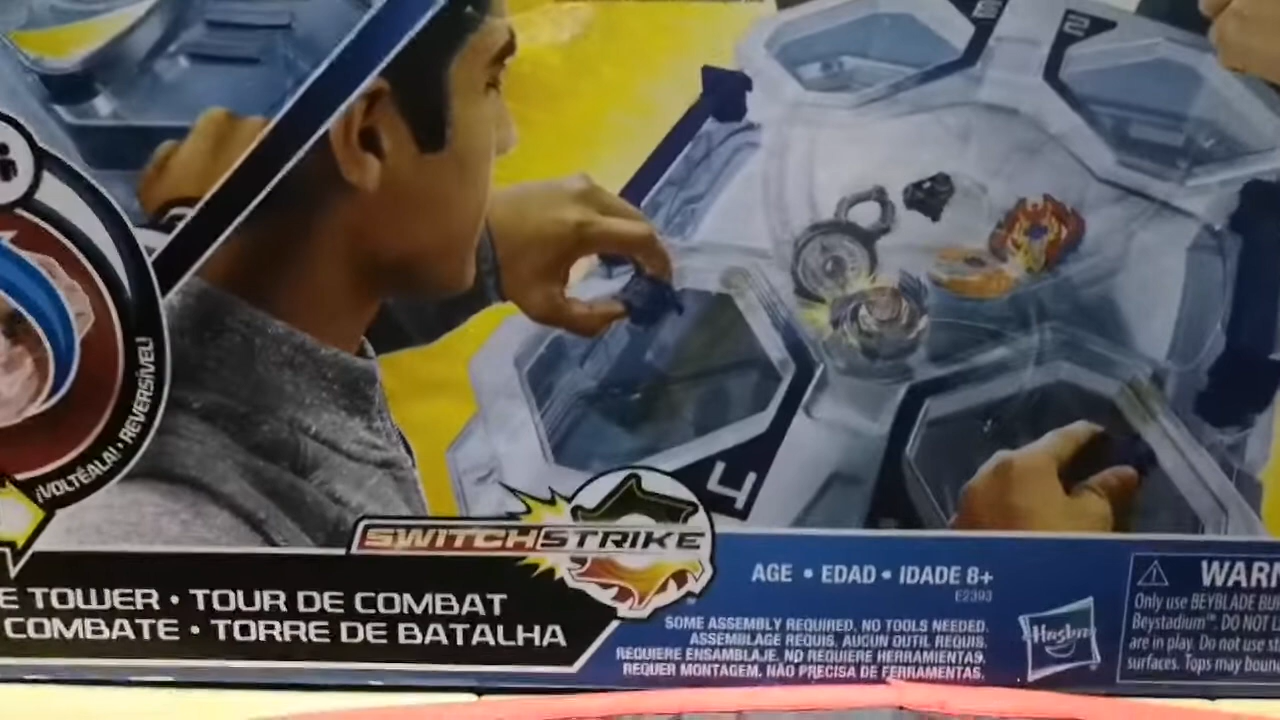 2
4
¡VOLTÉALA! • REVERSÍVEL!
SWITCHSTRIKE
E TOWER • TOUR DE COMBAT
COMBATE • TORRE DE BATALHA
AGE • EDAD • IDADE 8+
E2393
SOME ASSEMBLY REQUIRED. NO TOOLS NEEDED.
ASSEMBLAGE REQUIS. AUCUN OUTIL REQUIS.
REQUIERE ENSAMBLAJE. NO REQUIERE HERRAMIENTAS.
REQUER MONTAGEM. NÃO PRECISA DE FERRAMENTAS.
Hasbro
WARN
Only use BEYBLADE BU
Beystadium™. DO NOT L
are in play. Do not use st
surfaces. Tops may boun